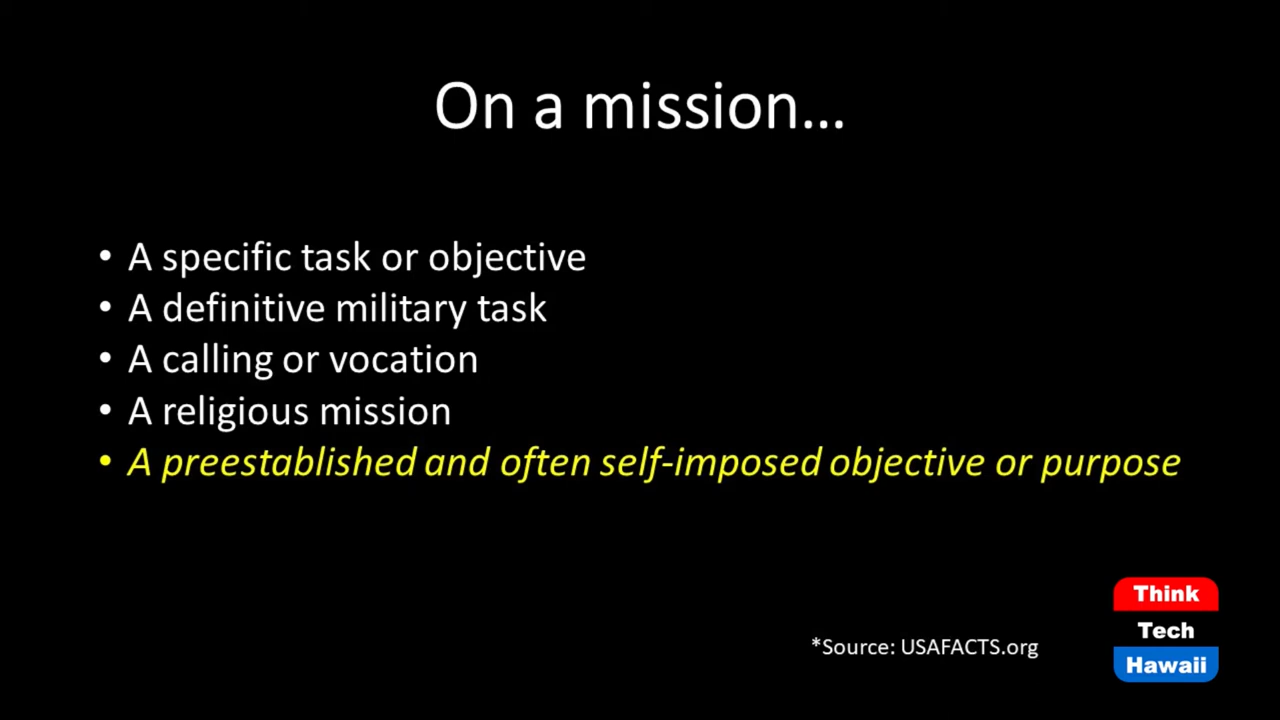 On a mission…
• A specific task or objective
• A definitive military task
• A calling or vocation
• A religious mission
• A preestablished and often self-imposed objective or purpose
*Source: USAFACTS.org
Think
Tech
Hawaii